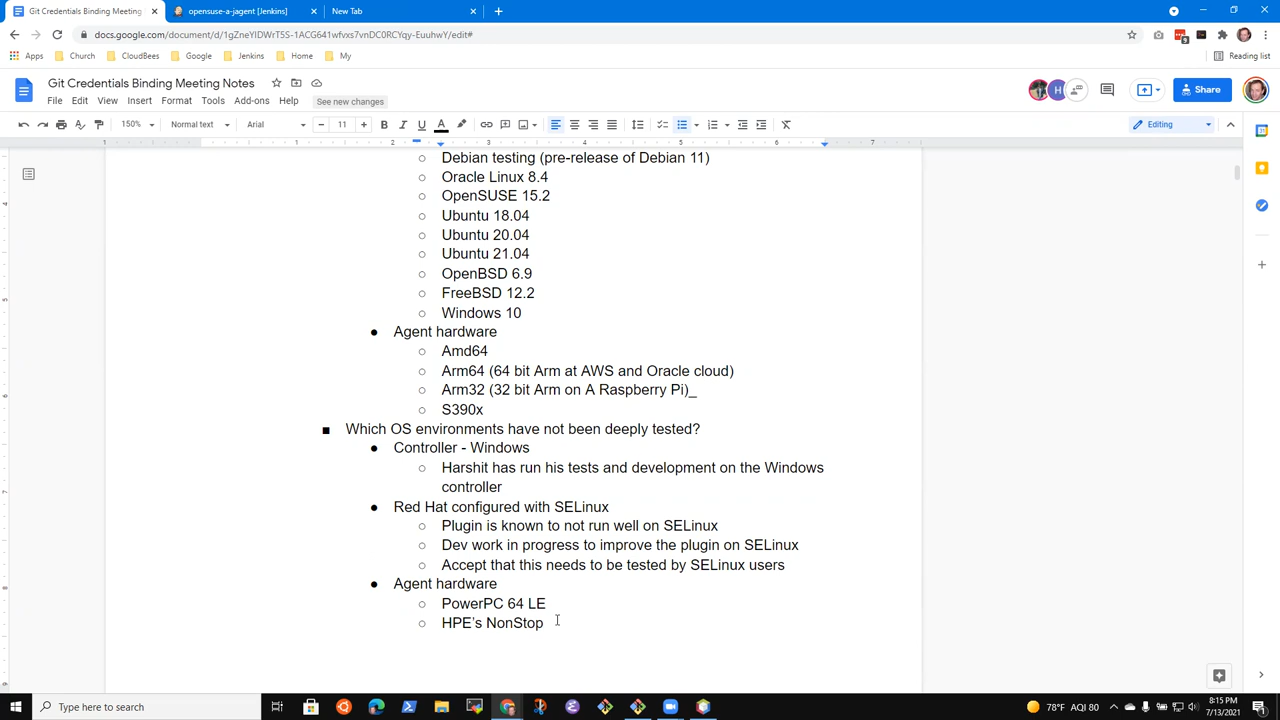 Git Credentials Binding Meeting
opensuse-a-jagent [Jenkins]
New Tab
docs.google.com/document/d/1gZneYIDWrT5S-1ACG641wfvxs7vnDC0RCYqy-EuuhwY/edit#
Apps
Church
CloudBees
Google
Jenkins
Home
My
Reading list
Git Credentials Binding Meeting Notes
File Edit View Insert Format Tools Add-ons Help
See new changes
H
Share
150%
Normal text
Arial
11
Editing
1 1 2 3 4 5 6 7
Debian testing (pre-release of Debian 11)
Oracle Linux 8.4
OpenSUSE 15.2
Ubuntu 18.04
Ubuntu 20.04
Ubuntu 21.04
OpenBSD 6.9
FreeBSD 12.2
Windows 10
Agent hardware
Amd64
Arm64 (64 bit Arm at AWS and Oracle cloud)
Arm32 (32 bit Arm on A Raspberry Pi)_
S390x
Which OS environments have not been deeply tested?
Controller - Windows
Harshit has run his tests and development on the Windows
controller
Red Hat configured with SELinux
Plugin is known to not run well on SELinux
Dev work in progress to improve the plugin on SELinux
Accept that this needs to be tested by SELinux users
Agent hardware
PowerPC 64 LE
HPE's NonStop
Type here to search
78°F AQI 80
8:15 PM
7/13/2021